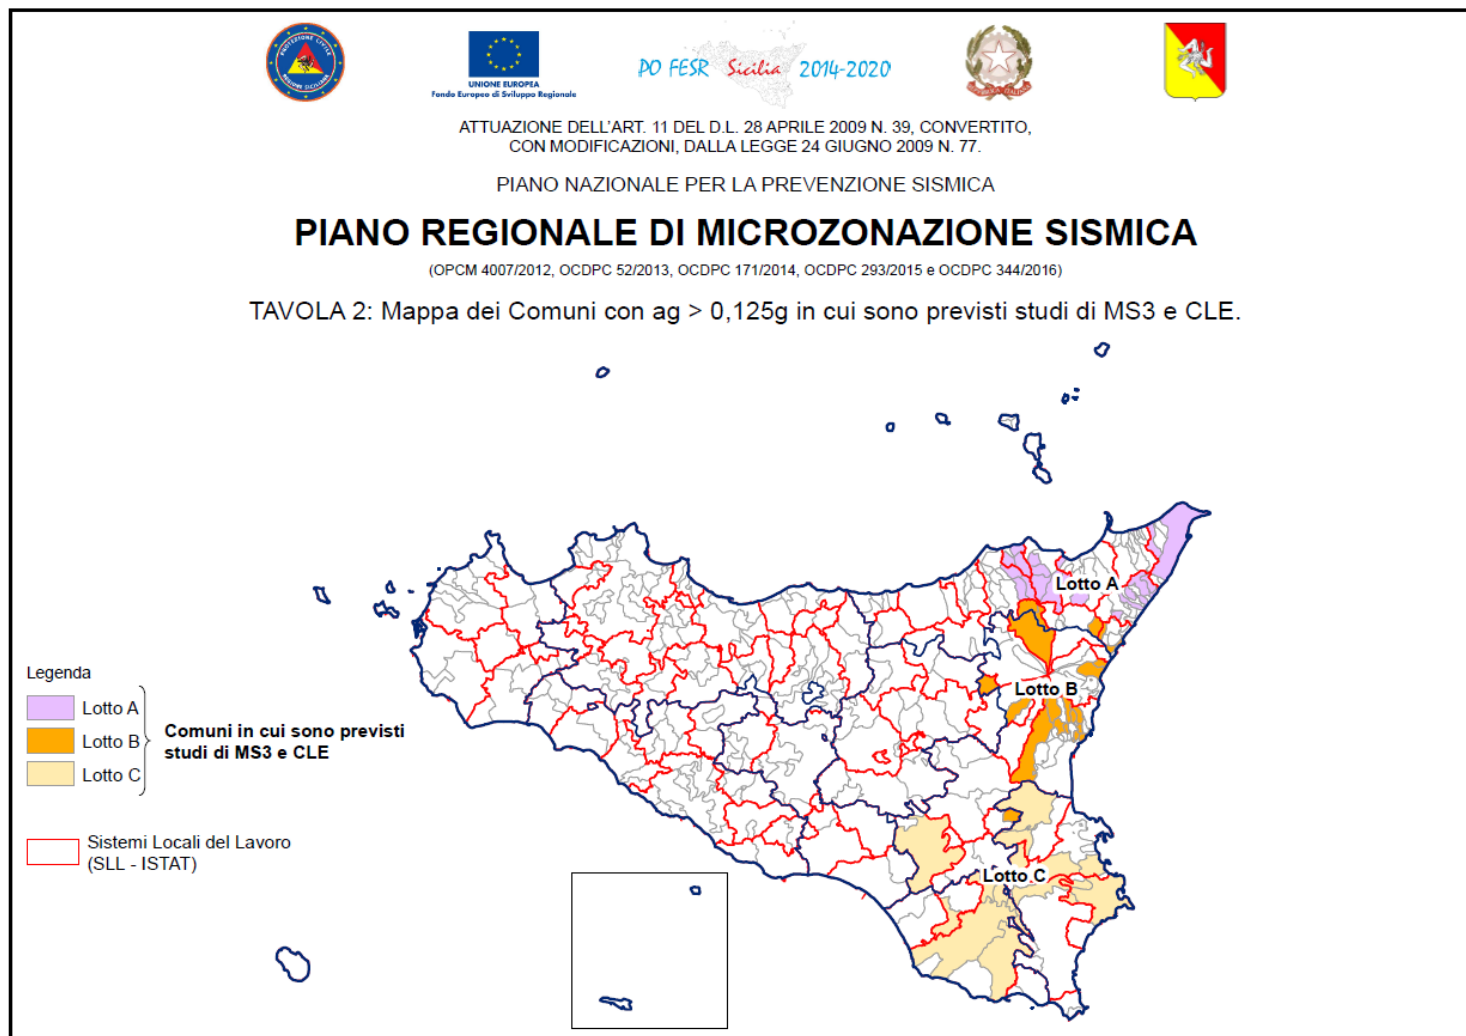 PROTEZIONE CIVILE
REGIONE SICILIANA
UNIONE EUROPEA
Fondo Europeo di Sviluppo Regionale
PO FESR Sicilia 2014-2020
ATTUAZIONE DELL'ART. 11 DEL D.L. 28 APRILE 2009 N. 39, CONVERTITO,
CON MODIFICAZIONI, DALLA LEGGE 24 GIUGNO 2009 N. 77.
PIANO NAZIONALE PER LA PREVENZIONE SISMICA
PIANO REGIONALE DI MICROZONAZIONE SISMICA
(OPCM 4007/2012, OCDPC 52/2013, OCDPC 171/2014, OCDPC 293/2015 e OCDPC 344/2016)
TAVOLA 2: Mappa dei Comuni con ag > 0,125g in cui sono previsti studi di MS3 e CLE.
Lotto A
Lotto B
Lotto C
Legenda
Lotto A
Lotto B
Lotto C
Comuni in cui sono previsti
studi di MS3 e CLE
Sistemi Locali del Lavoro
(SLL - ISTAT)